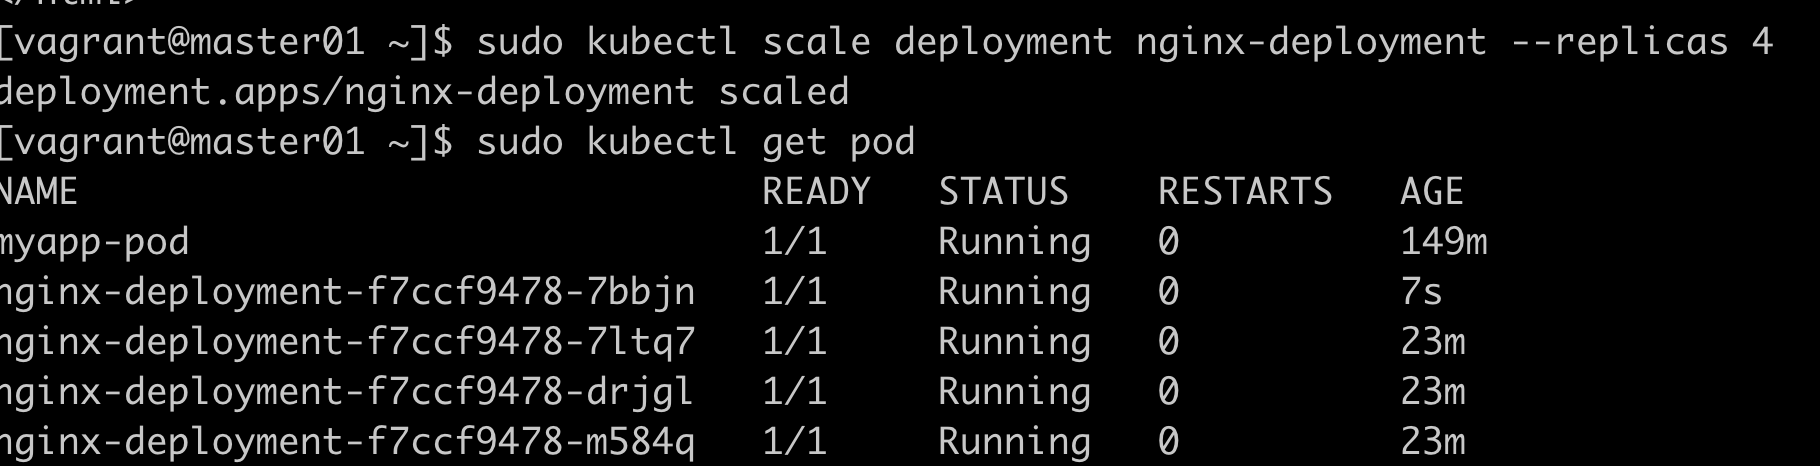 [vagrant@master01 ~]$ sudo kubectl scale deployment nginx-deployment --replicas 4
deployment.apps/nginx-deployment scaled
[vagrant@master01 ~]$ sudo kubectl get pod
NAME READY STATUS RESTARTS AGE
myapp-pod 1/1 Running 0 149m
nginx-deployment-f7ccf9478-7bbjn 1/1 Running 0 7s
nginx-deployment-f7ccf9478-7ltq7 1/1 Running 0 23m
nginx-deployment-f7ccf9478-drjgl 1/1 Running 0 23m
nginx-deployment-f7ccf9478-m584q 1/1 Running 0 23m